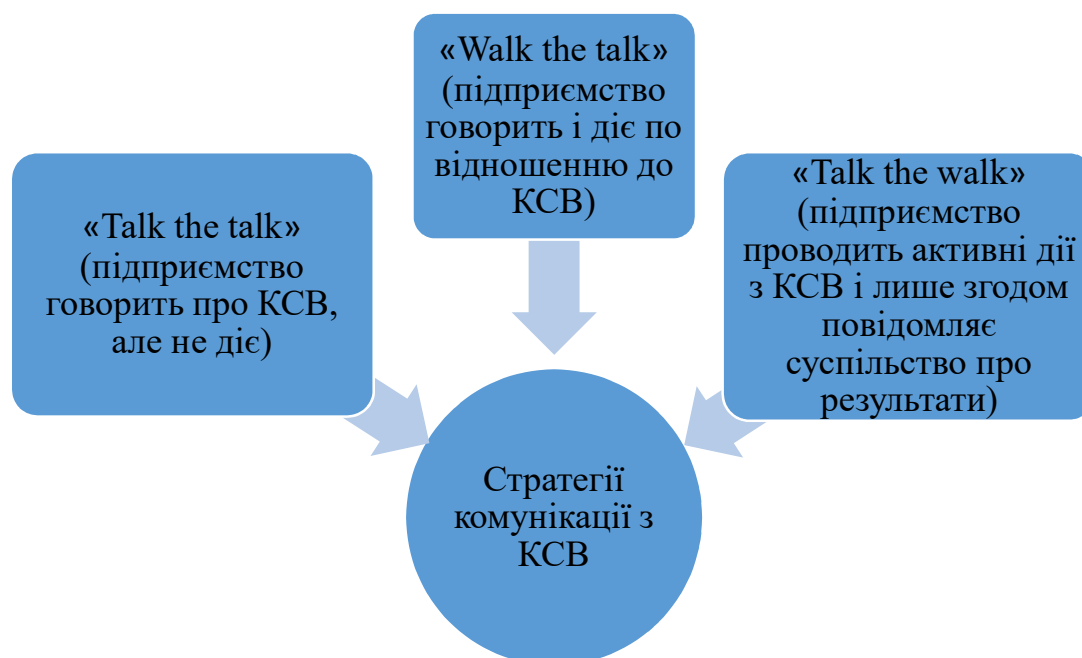 «Talk the talk»
(підприємство
говорить про КСВ,
але не діє)
«Walk the talk»
(підприємство
говорить і діє по
відношенню до
КСВ)
«Talk the walk»
(підприємство
проводить активні дії
з КСВ і лише згодом
повідомляє
суспільство про
результати)
Стратегії
комунікації з
КСВ